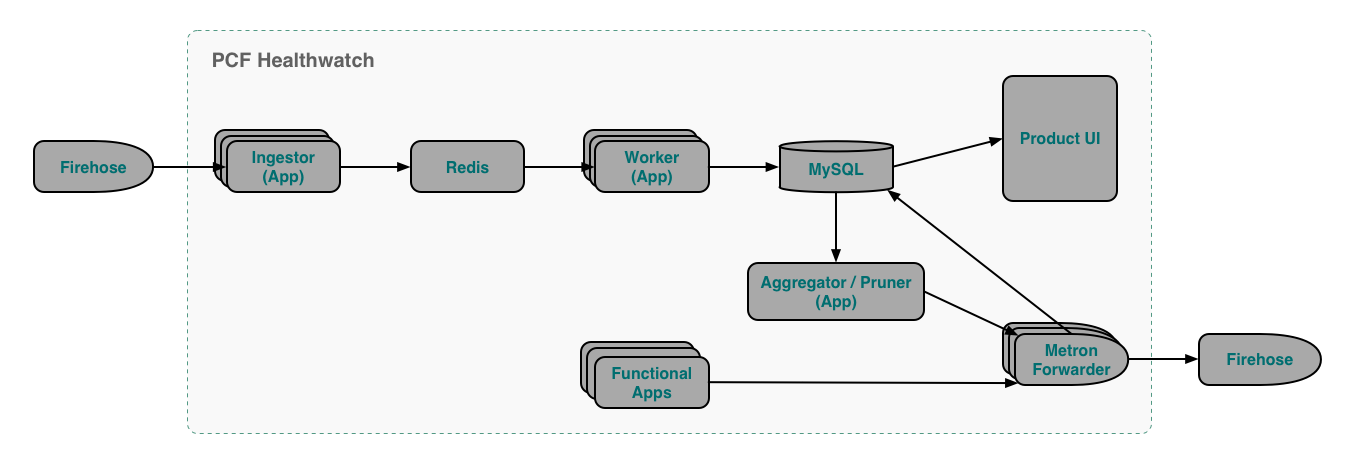 PCF Healthwatch
Product UI
Firehose
Ingestor
(App)
Redis
Worker
(App)
MySQL
Aggregator / Pruner
(App)
Functional
Apps
Metron
Forwarder
Firehose